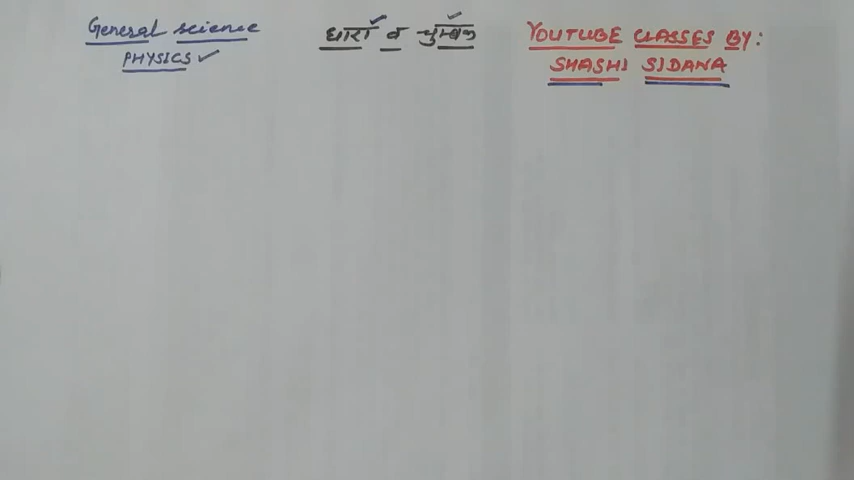 General science
PHYSICS
धारा व चुम्बक
YOUTUBE CLASSES BY:
SHASHI SIDANA